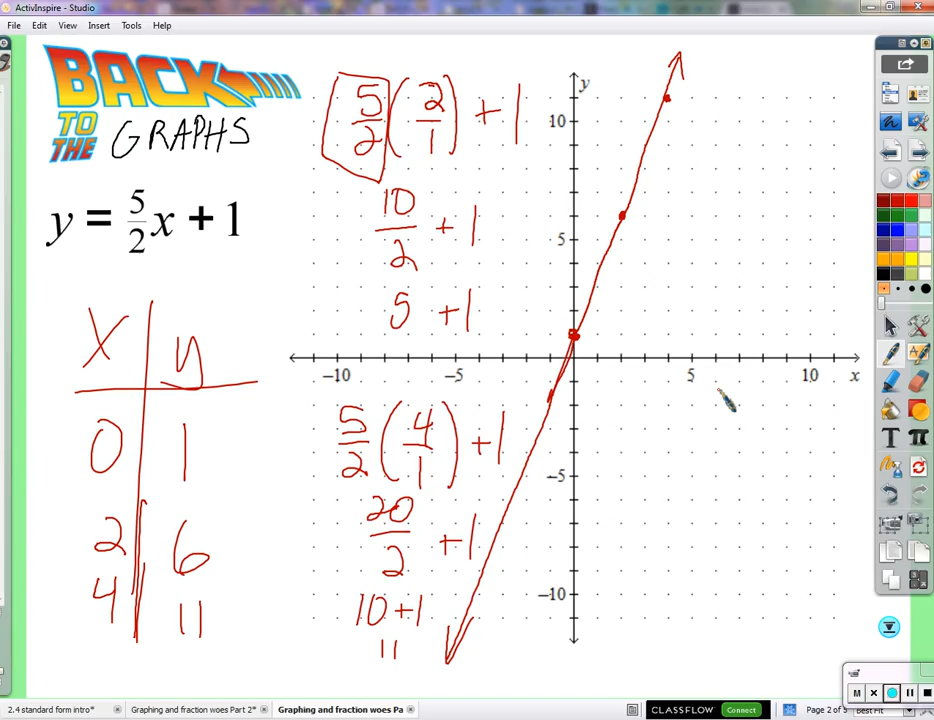 ActivInspire - Studio
File Edit View Insert Tools Help
BACK
TO
THE
GRAPHS
y = 5/2 x + 1
x | y
0 | 1
2 | 6
4 | 11
5/2 (2/1) + 1
10/2 + 1
5 + 1
5/2 (4/1) + 1
20/2 + 1
10 + 1
11
y
10
5
-10 -5 5 10 x
-5
-10
2.4 standard form intro* Graphing and fraction woes Part 2* Graphing and fraction woes Pa
CLASSFLOW Connect
Page 2 of 5 Best Fit
M